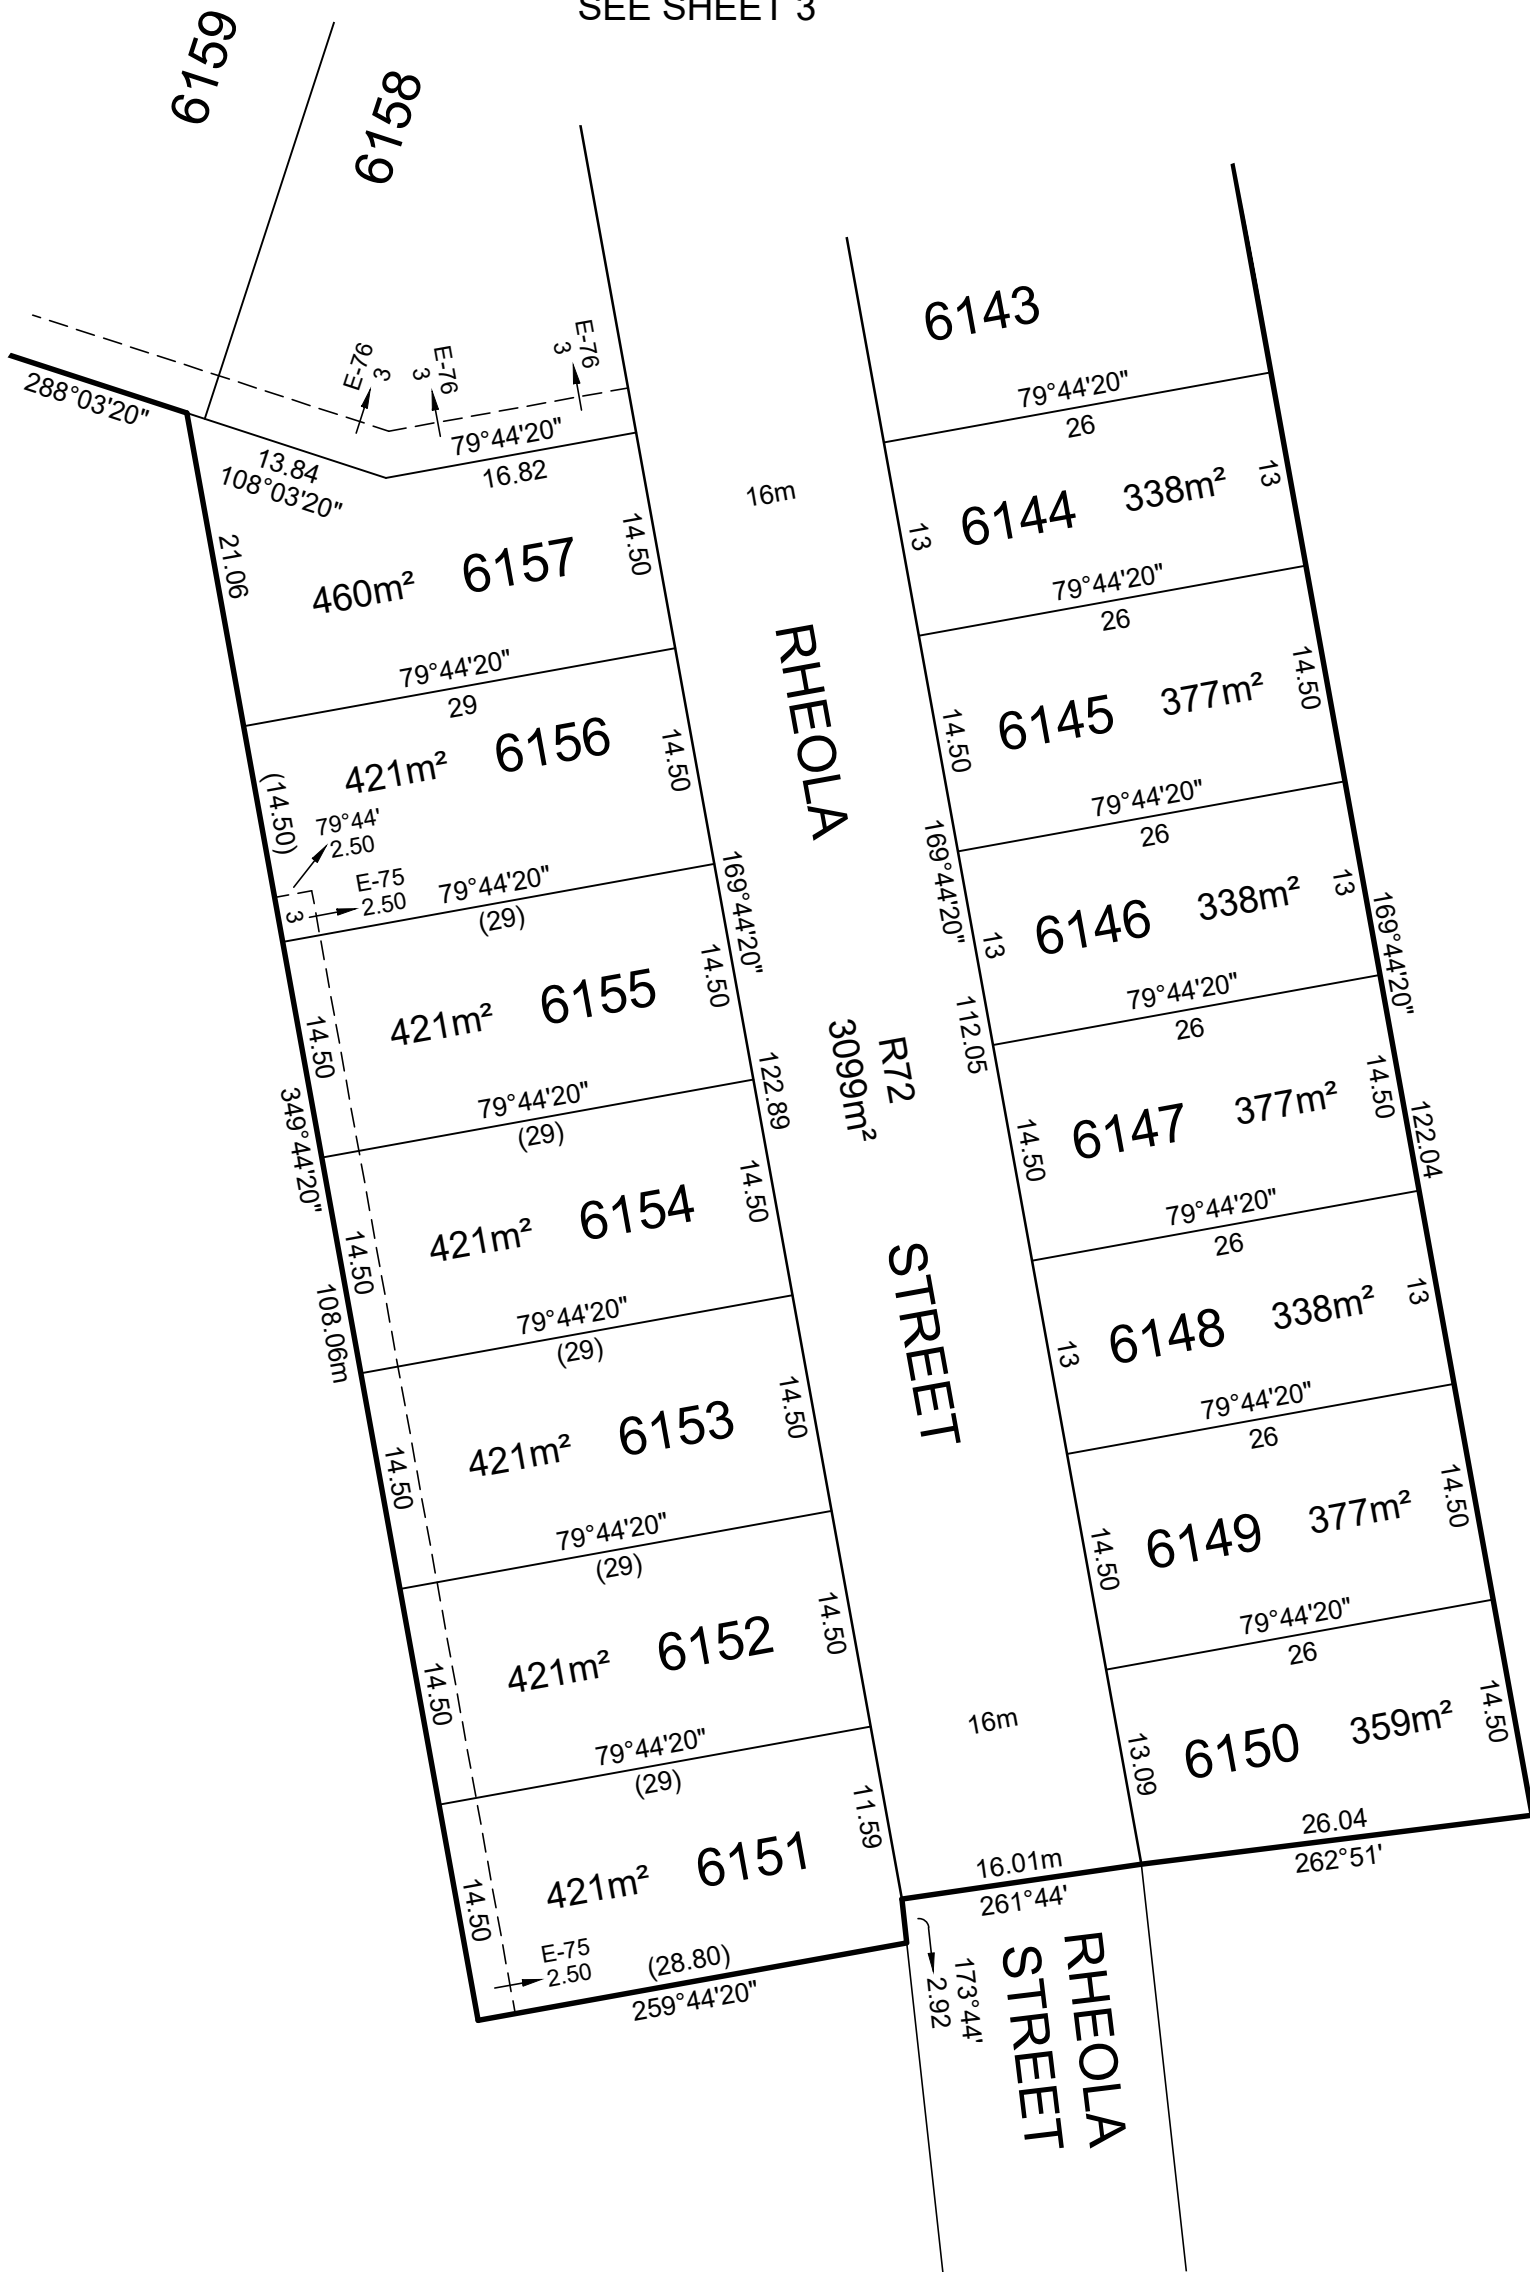 SEE SHEET 3
6159
6158
288°03'20"
E-76
3
E-76
3
E-76
3
79°44'20"
16.82
13.84
108°03'20"
21.06
460m² 6157
14.50
79°44'20"
29
(14.50)
421m² 6156
14.50
79°44'
2.50
3
E-75
2.50
79°44'20"
(29)
169°44'20"
14.50
421m² 6155
14.50
349°44'20"
79°44'20"
(29)
122.89
14.50
421m² 6154
14.50
108.06m
79°44'20"
(29)
14.50
421m² 6153
14.50
79°44'20"
(29)
14.50
421m² 6152
14.50
79°44'20"
(29)
14.50
421m² 6151
11.59
E-75
2.50
(28.80)
259°44'20"
16m
RHEOLA
R72
3099m²
STREET
16m
16.01m
261°44'
173°44'
2.92
RHEOLA
STREET
6143
79°44'20"
26
13
6144 338m²
13
79°44'20"
26
14.50
6145 377m²
14.50
79°44'20"
26
169°44'20"
13
6146 338m²
13
169°44'20"
79°44'20"
26
112.05
14.50
6147 377m²
14.50
122.04
79°44'20"
26
13
6148 338m²
13
79°44'20"
26
14.50
6149 377m²
14.50
79°44'20"
26
13.09
6150 359m²
14.50
26.04
262°51'